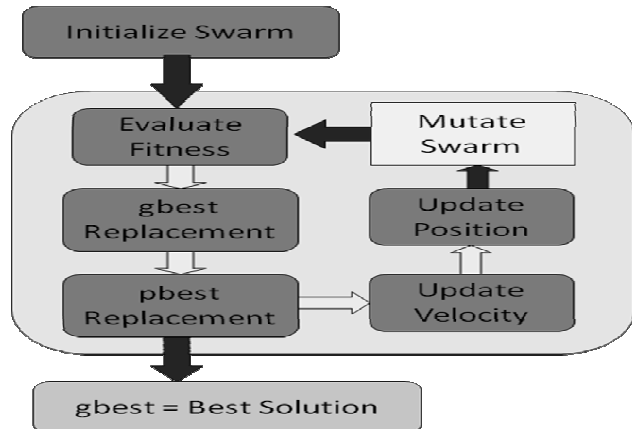 Initialize Swarm
Evaluate
Fitness
Mutate
Swarm
gbest
Replacement
Update
Position
pbest
Replacement
Update
Velocity
gbest = Best Solution